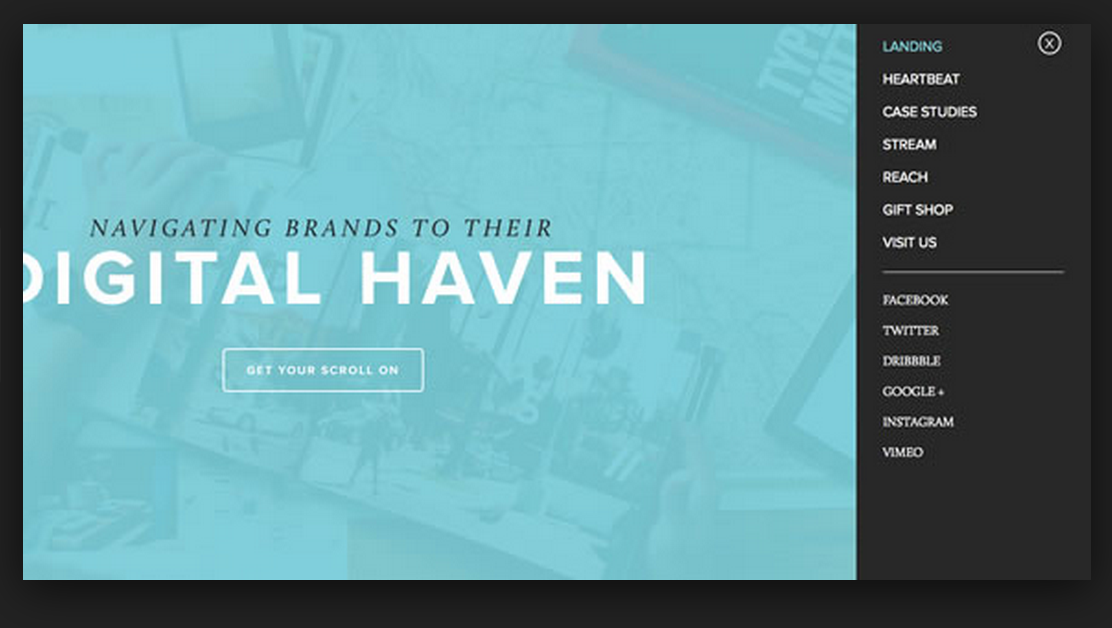 NAVIGATING BRANDS TO THEIR
DIGITAL HAVEN
GET YOUR SCROLL ON
LANDING
X
HEARTBEAT
CASE STUDIES
STREAM
REACH
GIFT SHOP
VISIT US
FACEBOOK
TWITTER
DRIBBBLE
GOOGLE +
INSTAGRAM
VIMEO